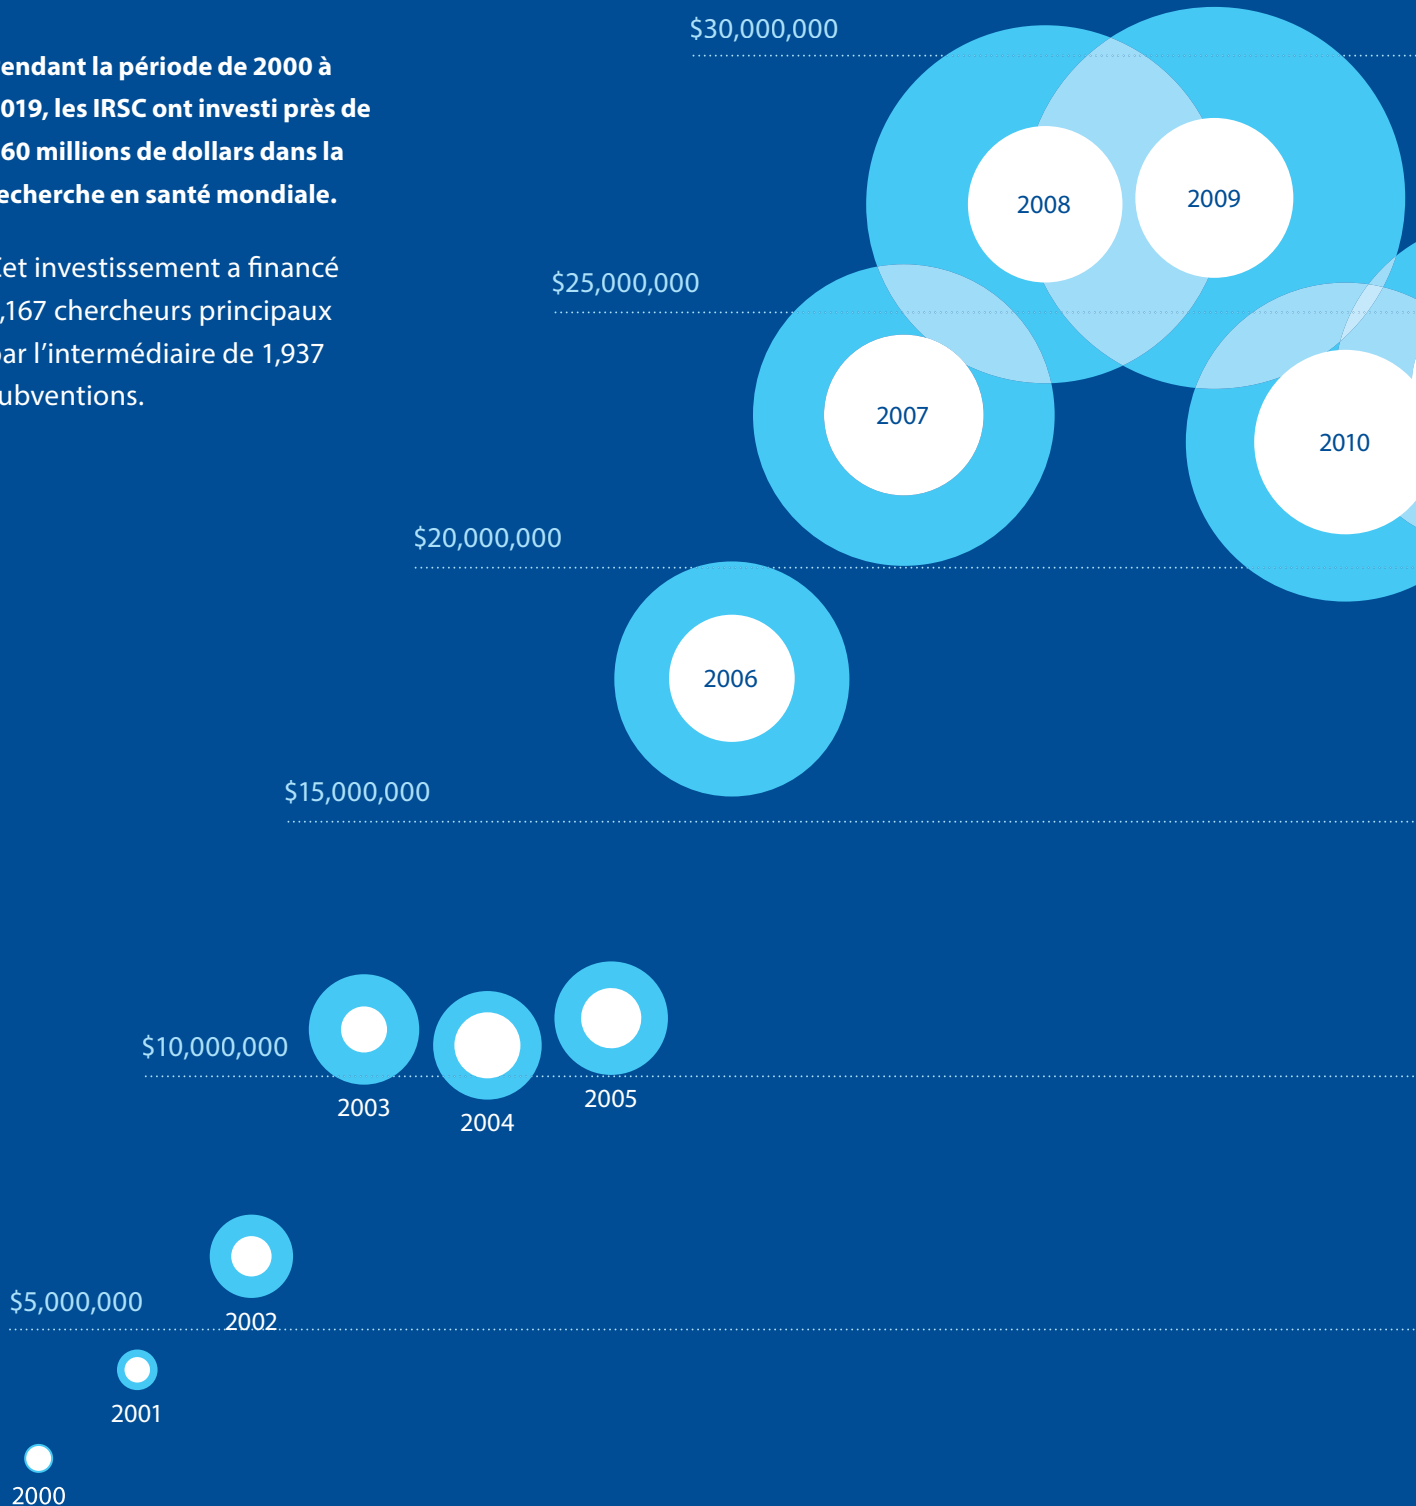 endant la période de 2000 à
019, les IRSC ont investi près de
60 millions de dollars dans la
echerche en santé mondiale.
et investissement a financé
,167 chercheurs principaux
ar l'intermédiaire de 1,937
ubventions.
$30,000,000
2008
2009
$25,000,000
2007
2010
$20,000,000
2006
$15,000,000
$10,000,000
2003
2004
2005
$5,000,000
2002
2001
2000